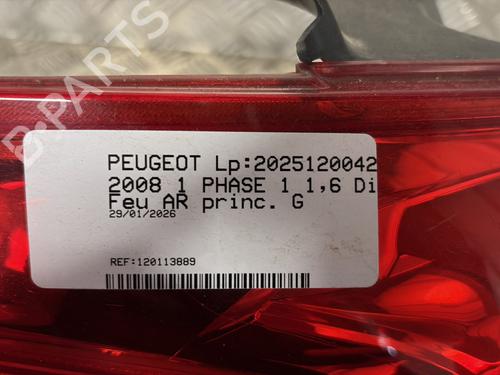 PEUGEOT Lp:2025120042
2008 1 PHASE 1 1,6 Di
Feu AR princ. G
29/01/2026
REF:120113889
B-PARTS